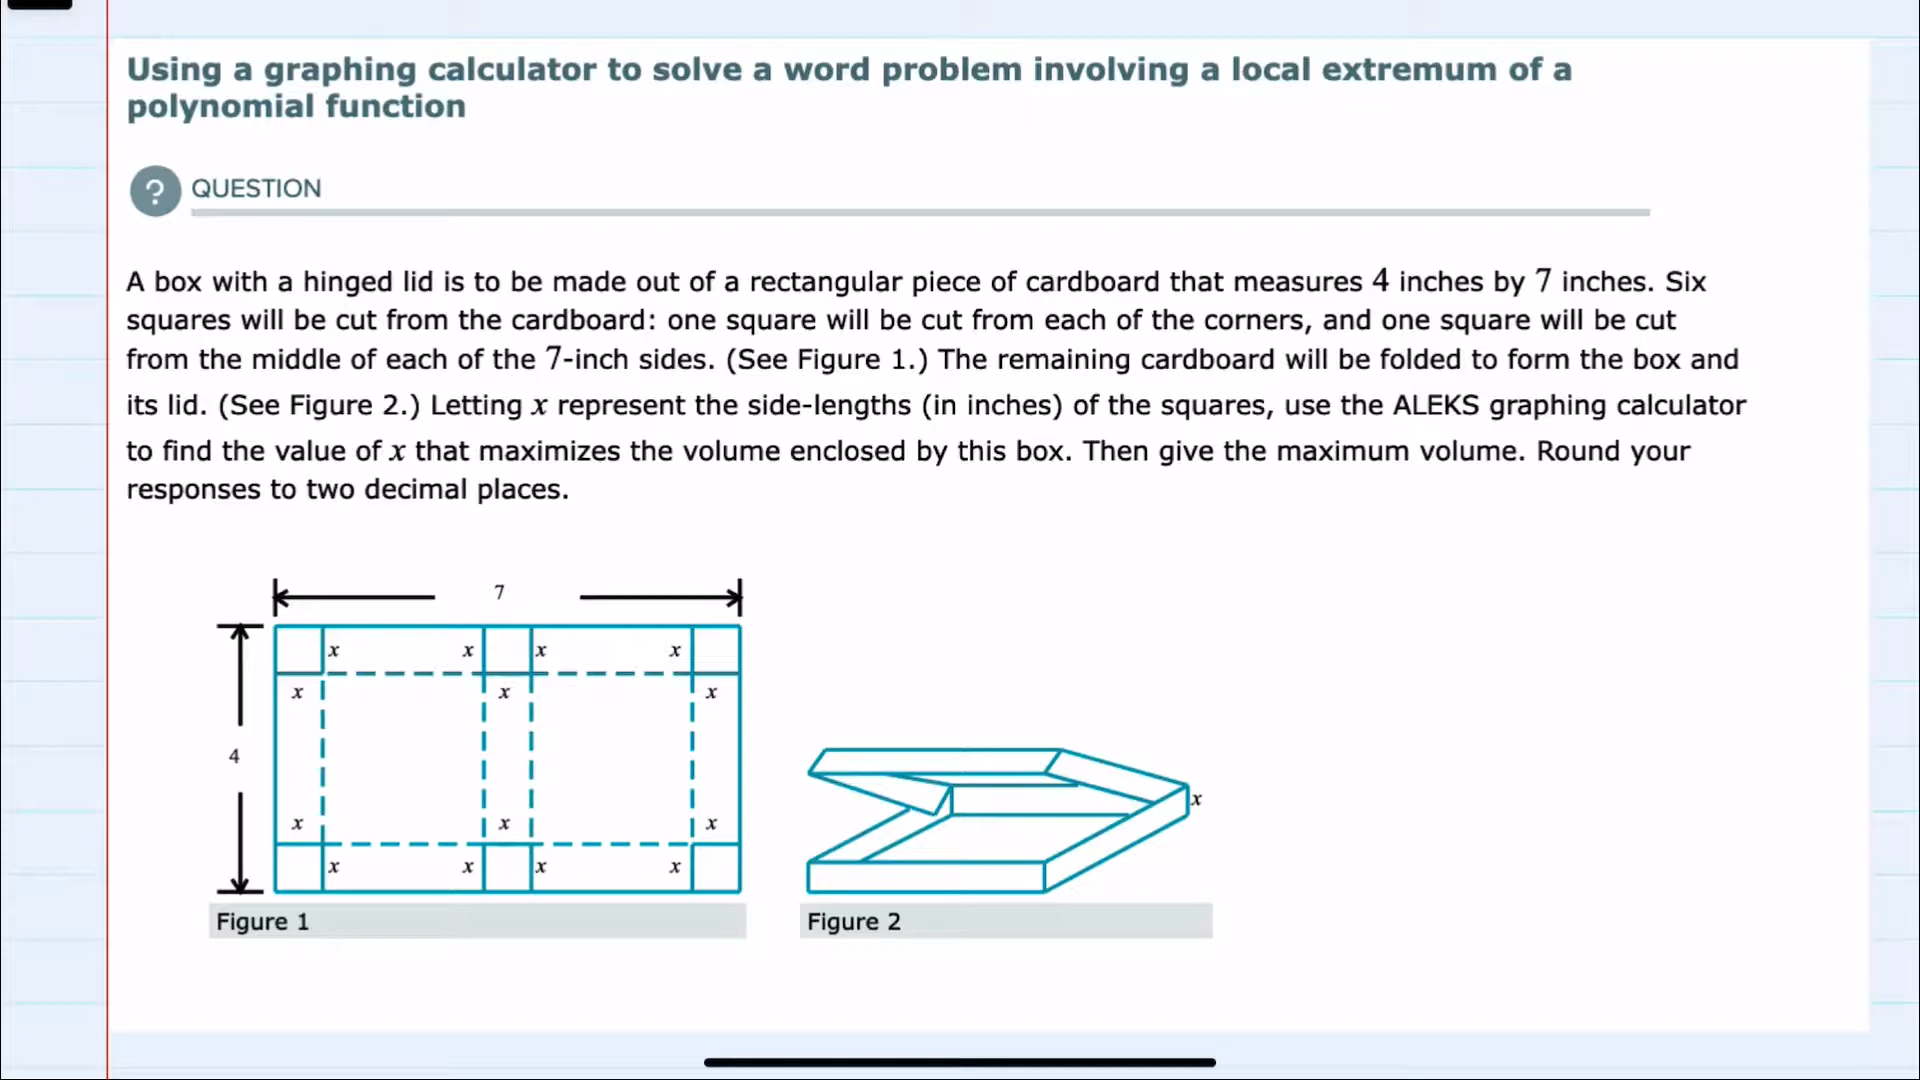 Using a graphing calculator to solve a word problem involving a local extremum of a
polynomial function
? QUESTION
A box with a hinged lid is to be made out of a rectangular piece of cardboard that measures 4 inches by 7 inches. Six
squares will be cut from the cardboard: one square will be cut from each of the corners, and one square will be cut
from the middle of each of the 7-inch sides. (See Figure 1.) The remaining cardboard will be folded to form the box and
its lid. (See Figure 2.) Letting x represent the side-lengths (in inches) of the squares, use the ALEKS graphing calculator
to find the value of x that maximizes the volume enclosed by this box. Then give the maximum volume. Round your
responses to two decimal places.
7
x x x x
x x x
4
x
x x x
x x x x
Figure 1 Figure 2